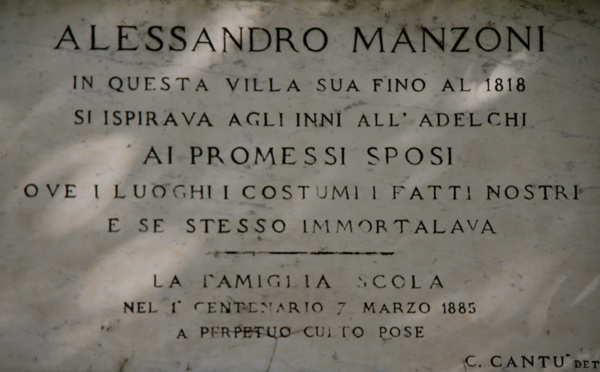 ALESSANDRO MANZONI
IN QUESTA VILLA SUA FINO AL 1818
SI ISPIRAVA AGLI INNI ALL' ADELCHI
AI PROMESSI SPOSI
OVE I LUOGHI I COSTUMI I FATTI NOSTRI
E SE STESSO IMMORTALAVA
LA FAMIGLIA SCOLA
NEL 1° CENTENARIO 7 MARZO 1885
A PERPETUO CULTO POSE
C. CANTU' DET